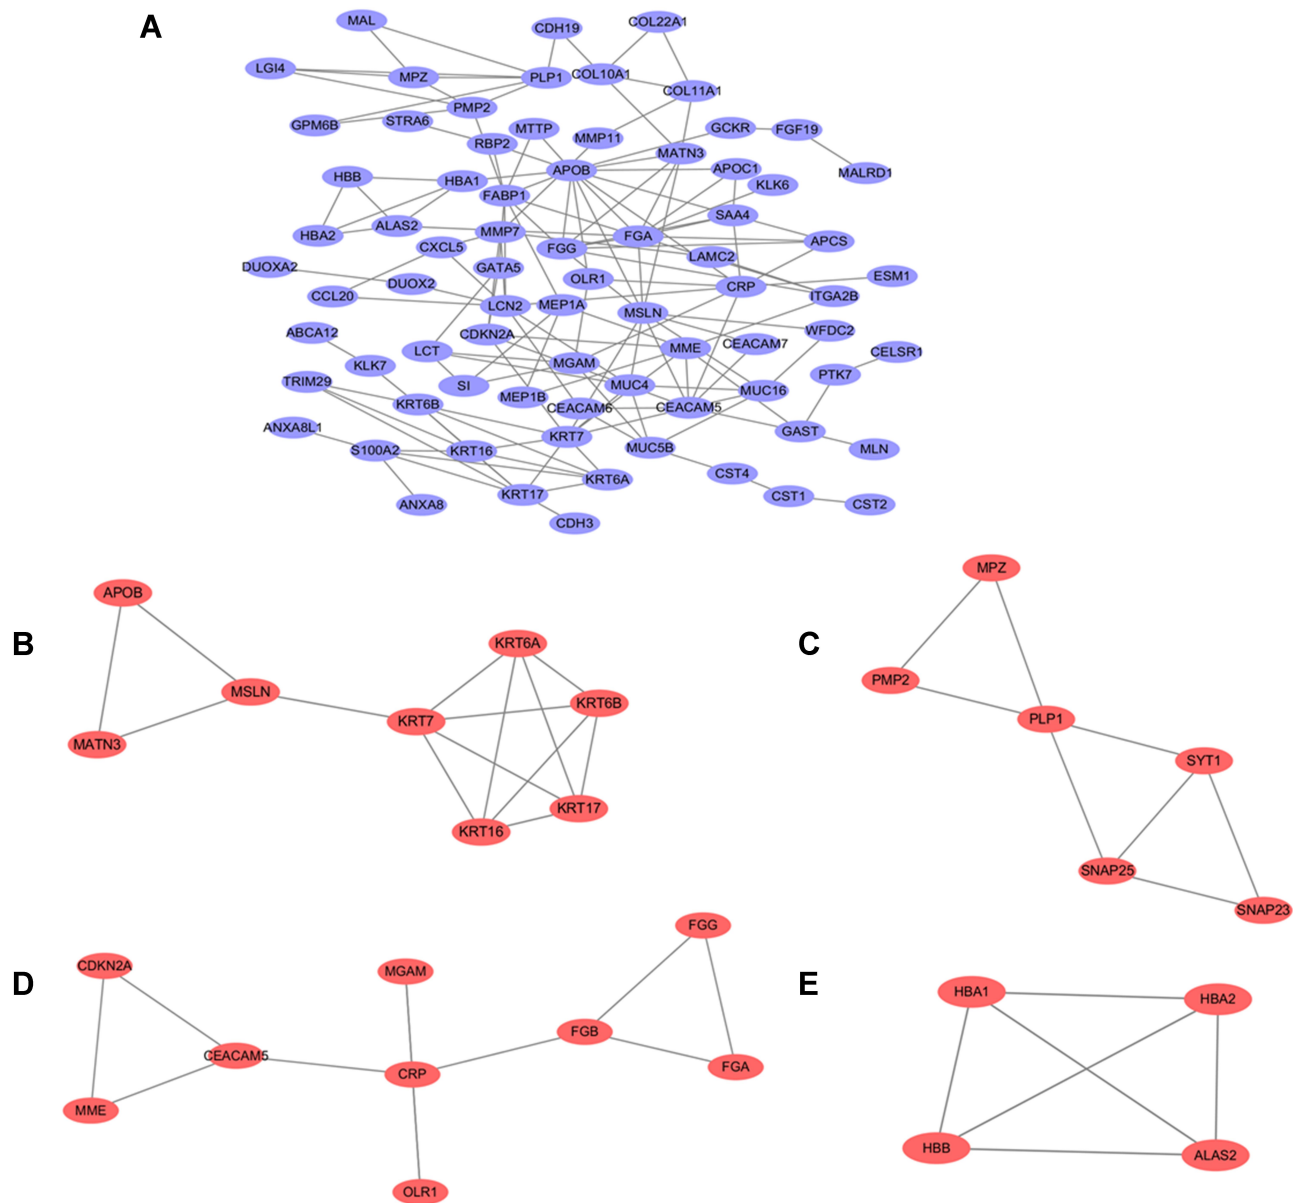 A
MAL
CDH19
COL22A1
LGI4
MPZ
PLP1
COL10A1
COL11A1
PMP2
GPM6B
STRA6
MTTP
MMP11
GCKR
FGF19
RBP2
MATN3
MALRD1
APOB
APOC1
KLK6
HBB
HBA1
FABP1
SAA4
HBA2
ALAS2
MMP7
FGA
APCS
CXCL5
FGG
LAMC2
DUOXA2
GATA5
OLR1
CRP
ESM1
DUOX2
CCL20
ITGA2B
LCN2
MEP1A
MSLN
ABCA12
CDKN2A
WFDC2
CEACAM7
LCT
MME
CELSR1
KLK7
MGAM
PTK7
TRIM29
SI
MUC4
MUC16
KRT6B
MEP1B
CEACAM6
CEACAM5
ANXA8L1
KRT7
GAST
S100A2
KRT16
MUC5B
MLN
KRT6A
CST4
KRT17
CST1
CST2
ANXA8
CDH3
B
APOB
MSLN
MATN3
KRT6A
KRT6B
KRT7
KRT17
KRT16
C
MPZ
PMP2
PLP1
SYT1
SNAP25
SNAP23
D
CDKN2A
MGAM
FGG
CEACAM5
FGB
CRP
FGA
MME
OLR1
E
HBA1
HBA2
HBB
ALAS2